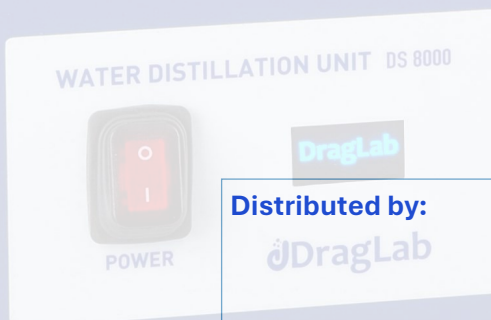 WATER DISTILLATION UNIT DS 8000
DragLab
Distributed by:
POWER
DragLab